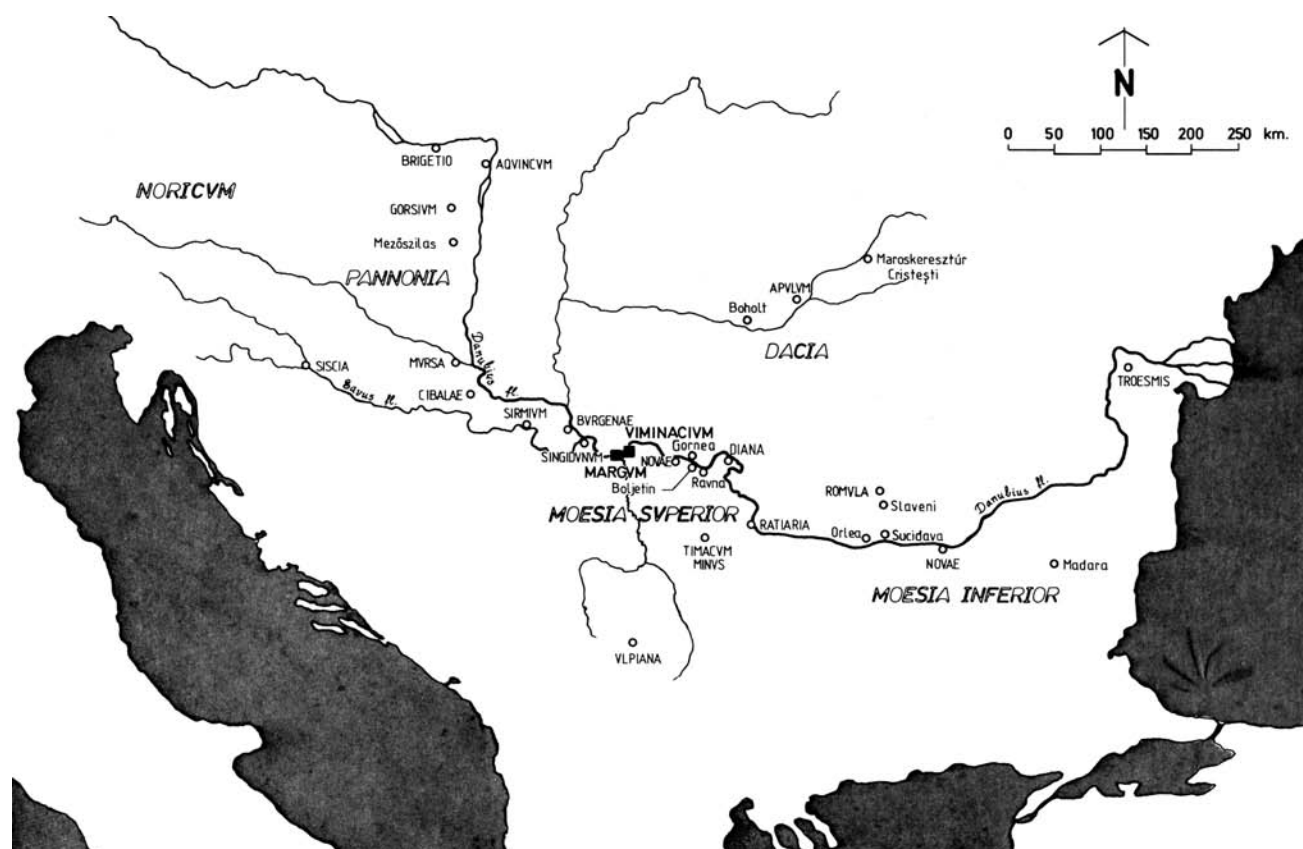 N
0 50 100 150 200 250 km.
BRIGETIO
AQVINCVM
NORICVM
GORSIVM
Mezőszilas
PANNONIA
Maroskeresztúr
Cristeşti
APVLVM
Boholt
DACIA
SISCIA
MVRSA
Danubius fl.
Savus fl.
CIBALAE
SIRMIVM
BVRGENAE
TROESMIS
VIMINACIVM
Gornea
DIANA
SINGIDVNVM
NOVAE
MARGVM
Boljetin
Ravna
ROMVLA
Slaveni
Danubius fl.
MOESIA SVPERIOR
RATIARIA
Orlea
Sucidava
TIMACVM
MINVS
NOVAE
Madara
MOESIA INFERIOR
VLPIANA